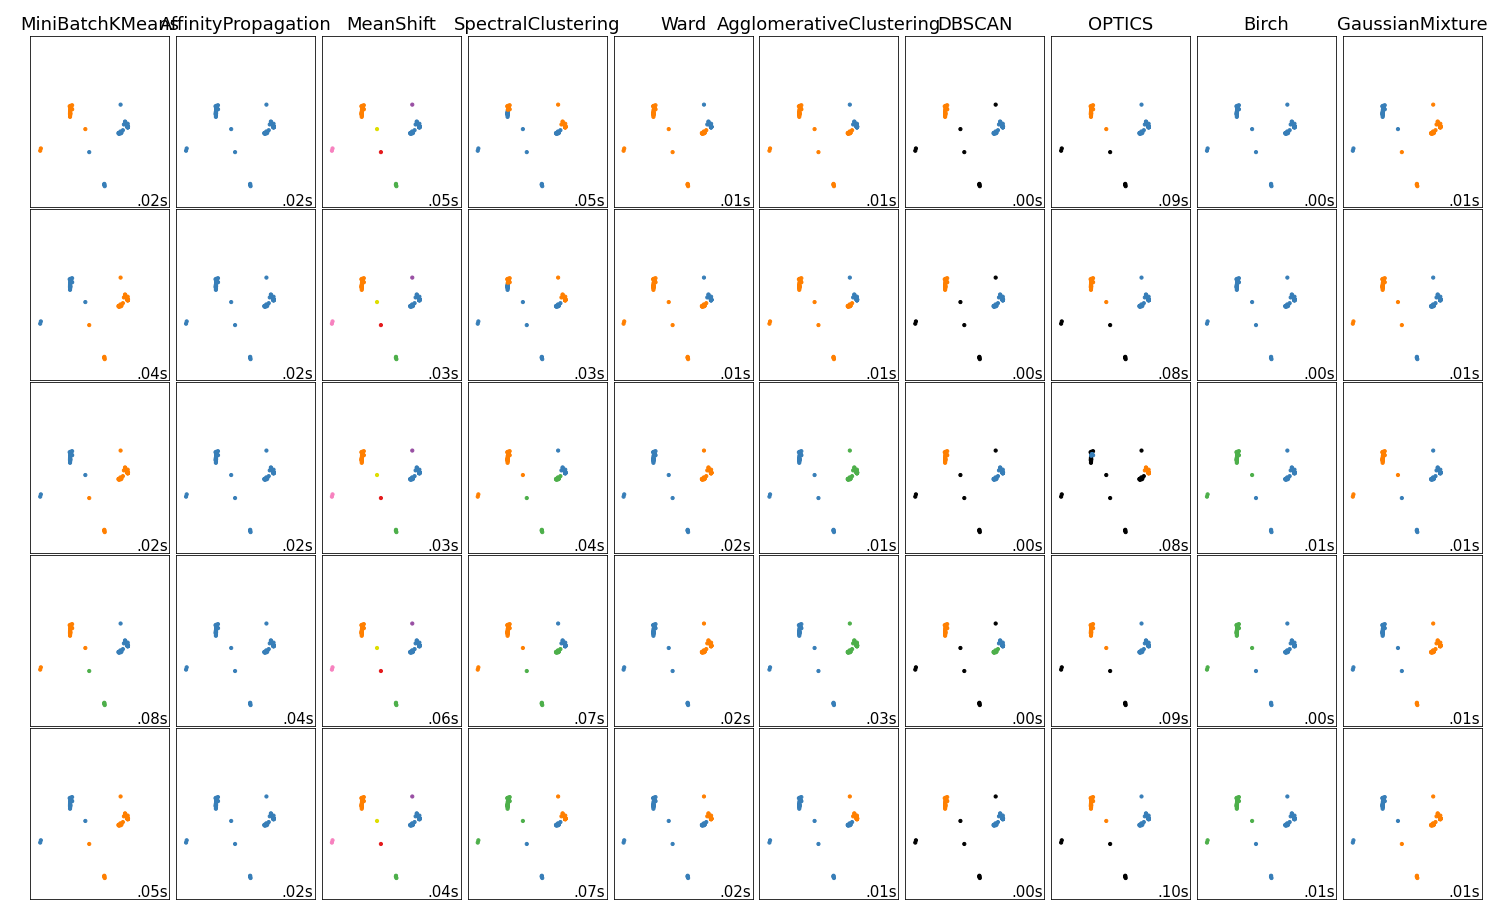 MiniBatchKMeans AffinityPropagation MeanShift SpectralClustering Ward AgglomerativeClustering DBSCAN OPTICS Birch GaussianMixture
.02s .02s .05s .05s .01s .01s .00s .09s .00s .01s
.04s .02s .03s .03s .01s .01s .00s .08s .00s .01s
.02s .02s .03s .04s .02s .01s .00s .08s .01s .01s
.08s .04s .06s .07s .02s .03s .00s .09s .00s .01s
.05s .02s .04s .07s .02s .01s .00s .10s .01s .01s